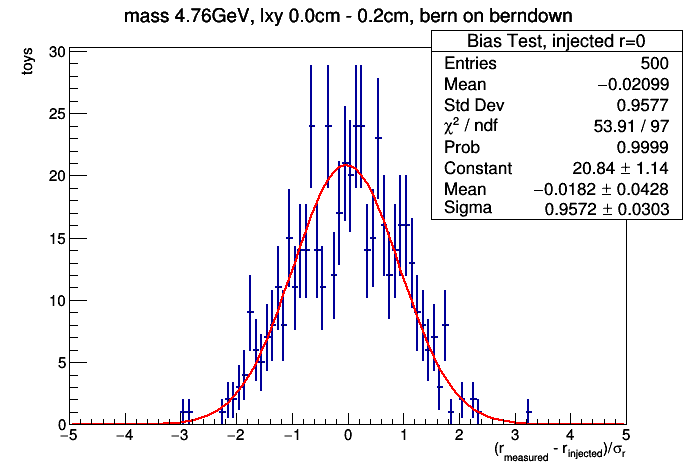 mass 4.76GeV, lxy 0.0cm - 0.2cm, bern on berndown
Bias Test, injected r=0
Entries 500
Mean −0.02099
Std Dev 0.9577
χ² / ndf 53.91 / 97
Prob 0.9999
Constant 20.84 ± 1.14
Mean −0.0182 ± 0.0428
Sigma 0.9572 ± 0.0303
toys
30
25
20
15
10
5
0
−5 −4 −3 −2 −1 0 1 2 3 4 5
(r_measured - r_injected)/σ_r